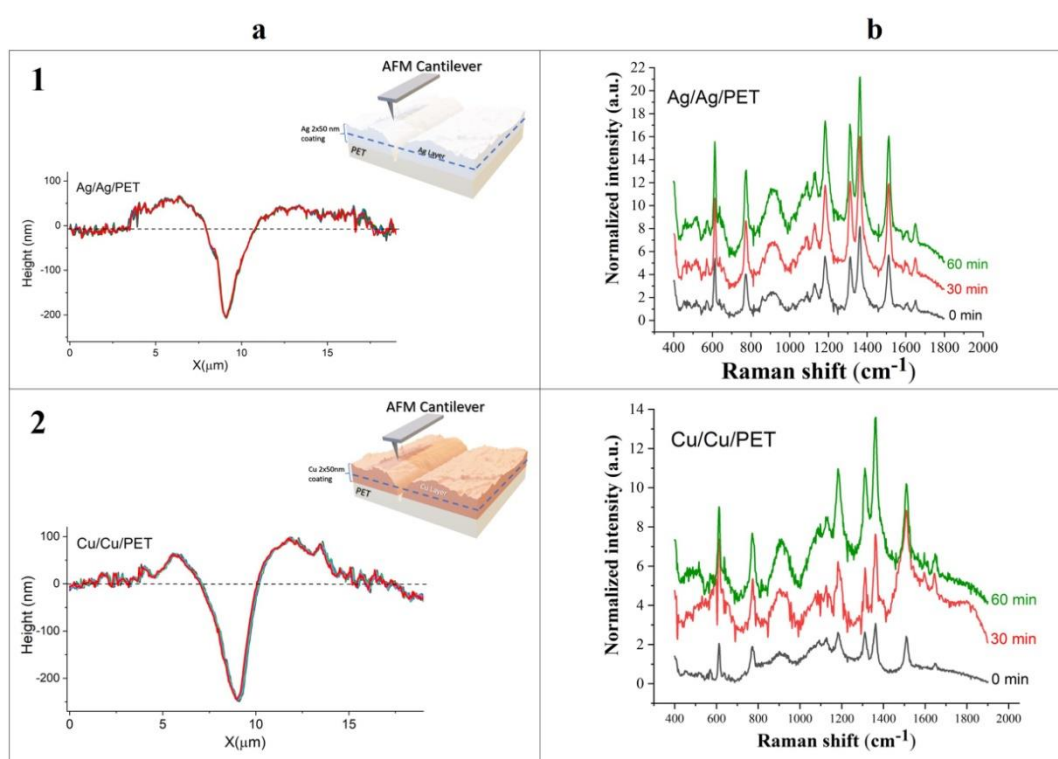 a
b
1
AFM Cantilever
Ag 2x50 nm
coating
PET
Ag Layer
Ag/Ag/PET
Height (nm)
100
0
-100
-200
0
5
10
15
X(μm)
Normalized intensity (a.u.)
22
20
18
16
14
12
10
8
6
4
2
0
Ag/Ag/PET
60 min
30 min
0 min
400 600 800 1000 1200 1400 1600 1800 2000
Raman shift (cm⁻¹)
2
AFM Cantilever
Cu 2x50nm
coating
PET
Cu Layer
Cu/Cu/PET
Height (nm)
100
0
-100
-200
0
5
10
15
X(μm)
Normalized intensity (a.u.)
14
12
10
8
6
4
2
0
Cu/Cu/PET
60 min
30 min
0 min
400 600 800 1000 1200 1400 1600 1800 2000
Raman shift (cm⁻¹)